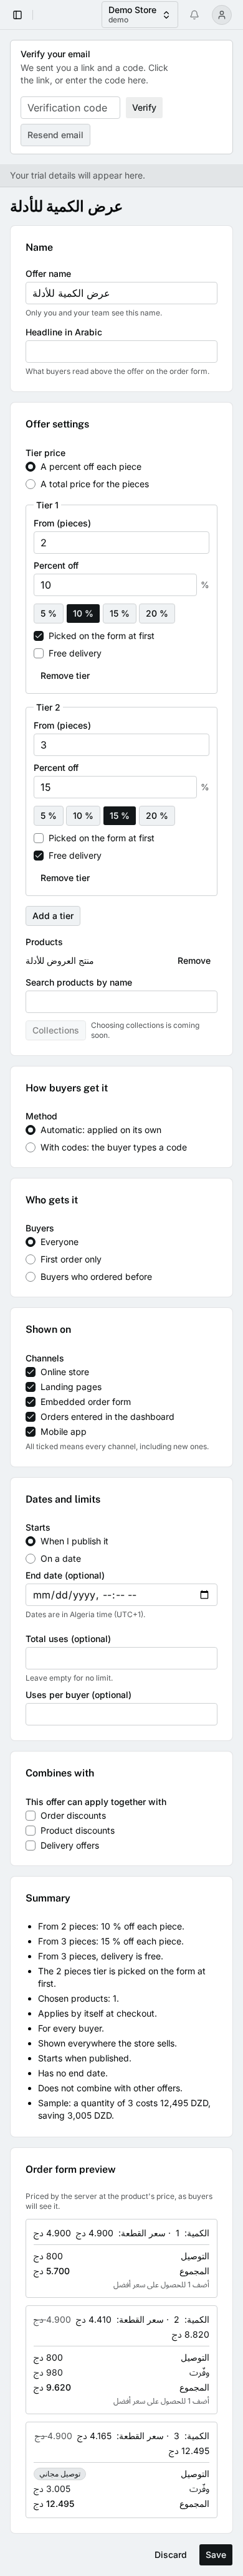 Demo Store
demo
Verify your email
We sent you a link and a code. Click
the link, or enter the code here.
Verification code
Verify
Resend email
Your trial details will appear here.
عرض الكمية للأدلة
Name
Offer name
عرض الكمية للأدلة
Only you and your team see this name.
Headline in Arabic
What buyers read above the offer on the order form.
Offer settings
Tier price
A percent off each piece
A total price for the pieces
Tier 1
From (pieces)
2
Percent off
10 %
5 % 10 % 15 % 20 %
Picked on the form at first
Free delivery
Remove tier
Tier 2
From (pieces)
3
Percent off
15 %
5 % 10 % 15 % 20 %
Picked on the form at first
Free delivery
Remove tier
Add a tier
Products
منتج العروض للأدلة Remove
Search products by name
Collections Choosing collections is coming
soon.
How buyers get it
Method
Automatic: applied on its own
With codes: the buyer types a code
Who gets it
Buyers
Everyone
First order only
Buyers who ordered before
Shown on
Channels
Online store
Landing pages
Embedded order form
Orders entered in the dashboard
Mobile app
All ticked means every channel, including new ones.
Dates and limits
Starts
When I publish it
On a date
End date (optional)
mm/dd/yyyy, --:-- --
Dates are in Algeria time (UTC+1).
Total uses (optional)
Leave empty for no limit.
Uses per buyer (optional)
Combines with
This offer can apply together with
Order discounts
Product discounts
Delivery offers
Summary
From 2 pieces: 10 % off each piece.
From 3 pieces: 15 % off each piece.
From 3 pieces, delivery is free.
The 2 pieces tier is picked on the form at
first.
Chosen products: 1.
Applies by itself at checkout.
For every buyer.
Shown everywhere the store sells.
Starts when published.
Has no end date.
Does not combine with other offers.
Sample: a quantity of 3 costs 12,495 DZD,
saving 3,005 DZD.
Order form preview
Priced by the server at the product's price, as buyers
will see it.
الكمية: 1 · سعر القطعة: 4.900 دج 4.900 دج
التوصيل 800 دج
المجموع 5.700 دج
أضف 1 للحصول على سعر أفضل
الكمية: 2 · سعر القطعة: 4.410 دج 4.900 دج
8.820 دج
التوصيل 800 دج
وفّرت 980 دج
المجموع 9.620 دج
أضف 1 للحصول على سعر أفضل
الكمية: 3 · سعر القطعة: 4.165 دج 4.900 دج
12.495 دج
التوصيل توصيل مجاني
وفّرت 3.005 دج
المجموع 12.495 دج
Discard Save